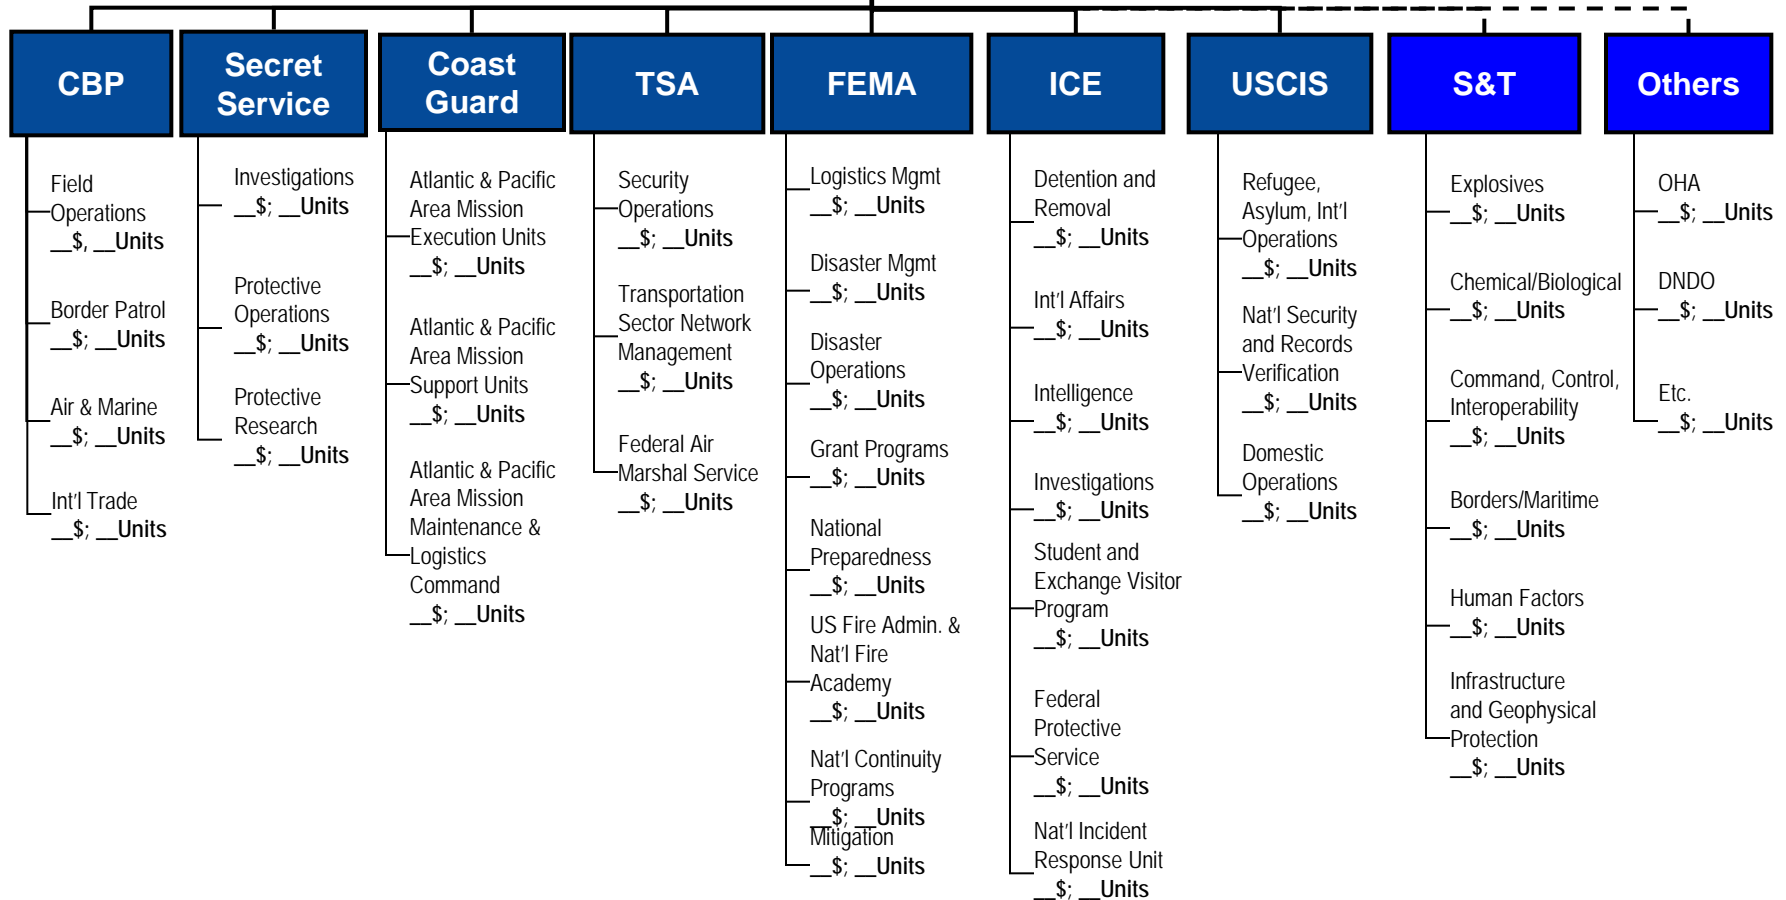 CBP
Field
Operations
__$, __Units
Border Patrol
__$; __Units
Air & Marine
__$; __Units
Int'l Trade
__$; __Units
Secret
Service
Investigations
__$; __Units
Protective
Operations
__$; __Units
Protective
Research
__$; __Units
Coast
Guard
Atlantic & Pacific
Area Mission
Execution Units
__$; __Units
Atlantic & Pacific
Area Mission
Support Units
__$; __Units
Atlantic & Pacific
Area Mission
Maintenance &
Logistics
Command
__$; __Units
TSA
Security
Operations
__$; __Units
Transportation
Sector Network
Management
__$; __Units
Federal Air
Marshal Service
__$; __Units
FEMA
Logistics Mgmt
__$; __Units
Disaster Mgmt
__$; __Units
Disaster
Operations
__$; __Units
Grant Programs
__$; __Units
National
Preparedness
__$; __Units
US Fire Admin. &
Nat'l Fire
Academy
__$; __Units
Nat'l Continuity
Programs
__$; __Units
Mitigation
__$; __Units
ICE
Detention and
Removal
__$; __Units
Int'l Affairs
__$; __Units
Intelligence
__$; __Units
Investigations
__$; __Units
Student and
Exchange Visitor
Program
__$; __Units
Federal
Protective
Service
__$; __Units
Nat'l Incident
Response Unit
__$; __Units
USCIS
Refugee,
Asylum, Int'l
Operations
__$; __Units
Nat'l Security
and Records
Verification
__$; __Units
Domestic
Operations
__$; __Units
S&T
Explosives
__$; __Units
Chemical/Biological
__$; __Units
Command, Control,
Interoperability
__$; __Units
Borders/Maritime
__$; __Units
Human Factors
__$; __Units
Infrastructure
and Geophysical
Protection
__$; __Units
Others
OHA
__$; __Units
DNDO
__$; __Units
Etc.
__$; __Units